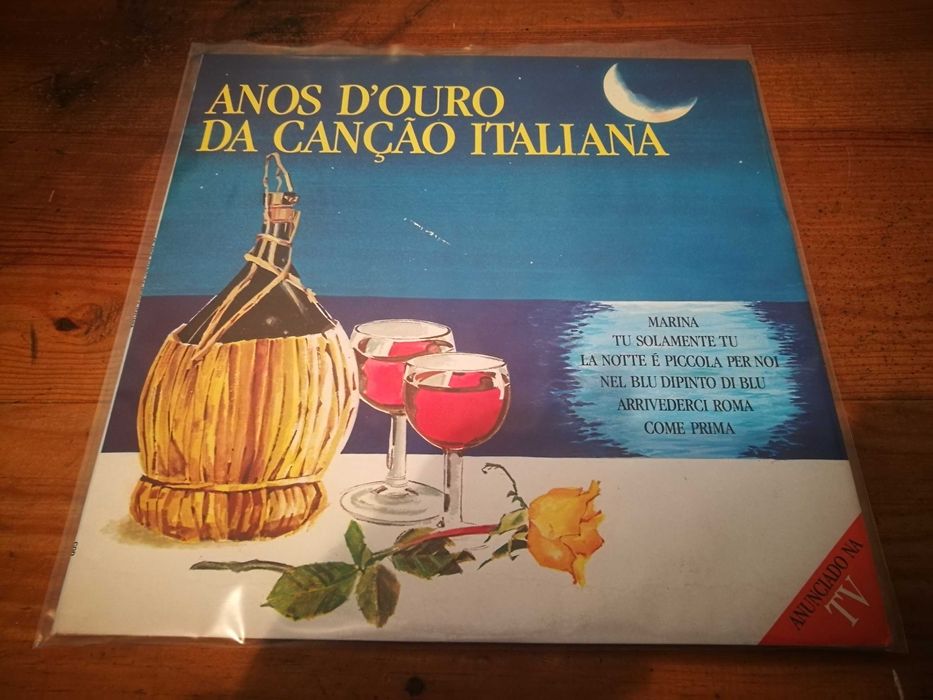 ANOS D'OURO
DA CANÇÃO ITALIANA
MARINA
TU SOLAMENTE TU
LA NOTTE É PICCOLA PER NOI
NEL BLU DIPINTO DI BLU
ARRIVEDERCI ROMA
COME PRIMA
ANUNCIADO NA
TV